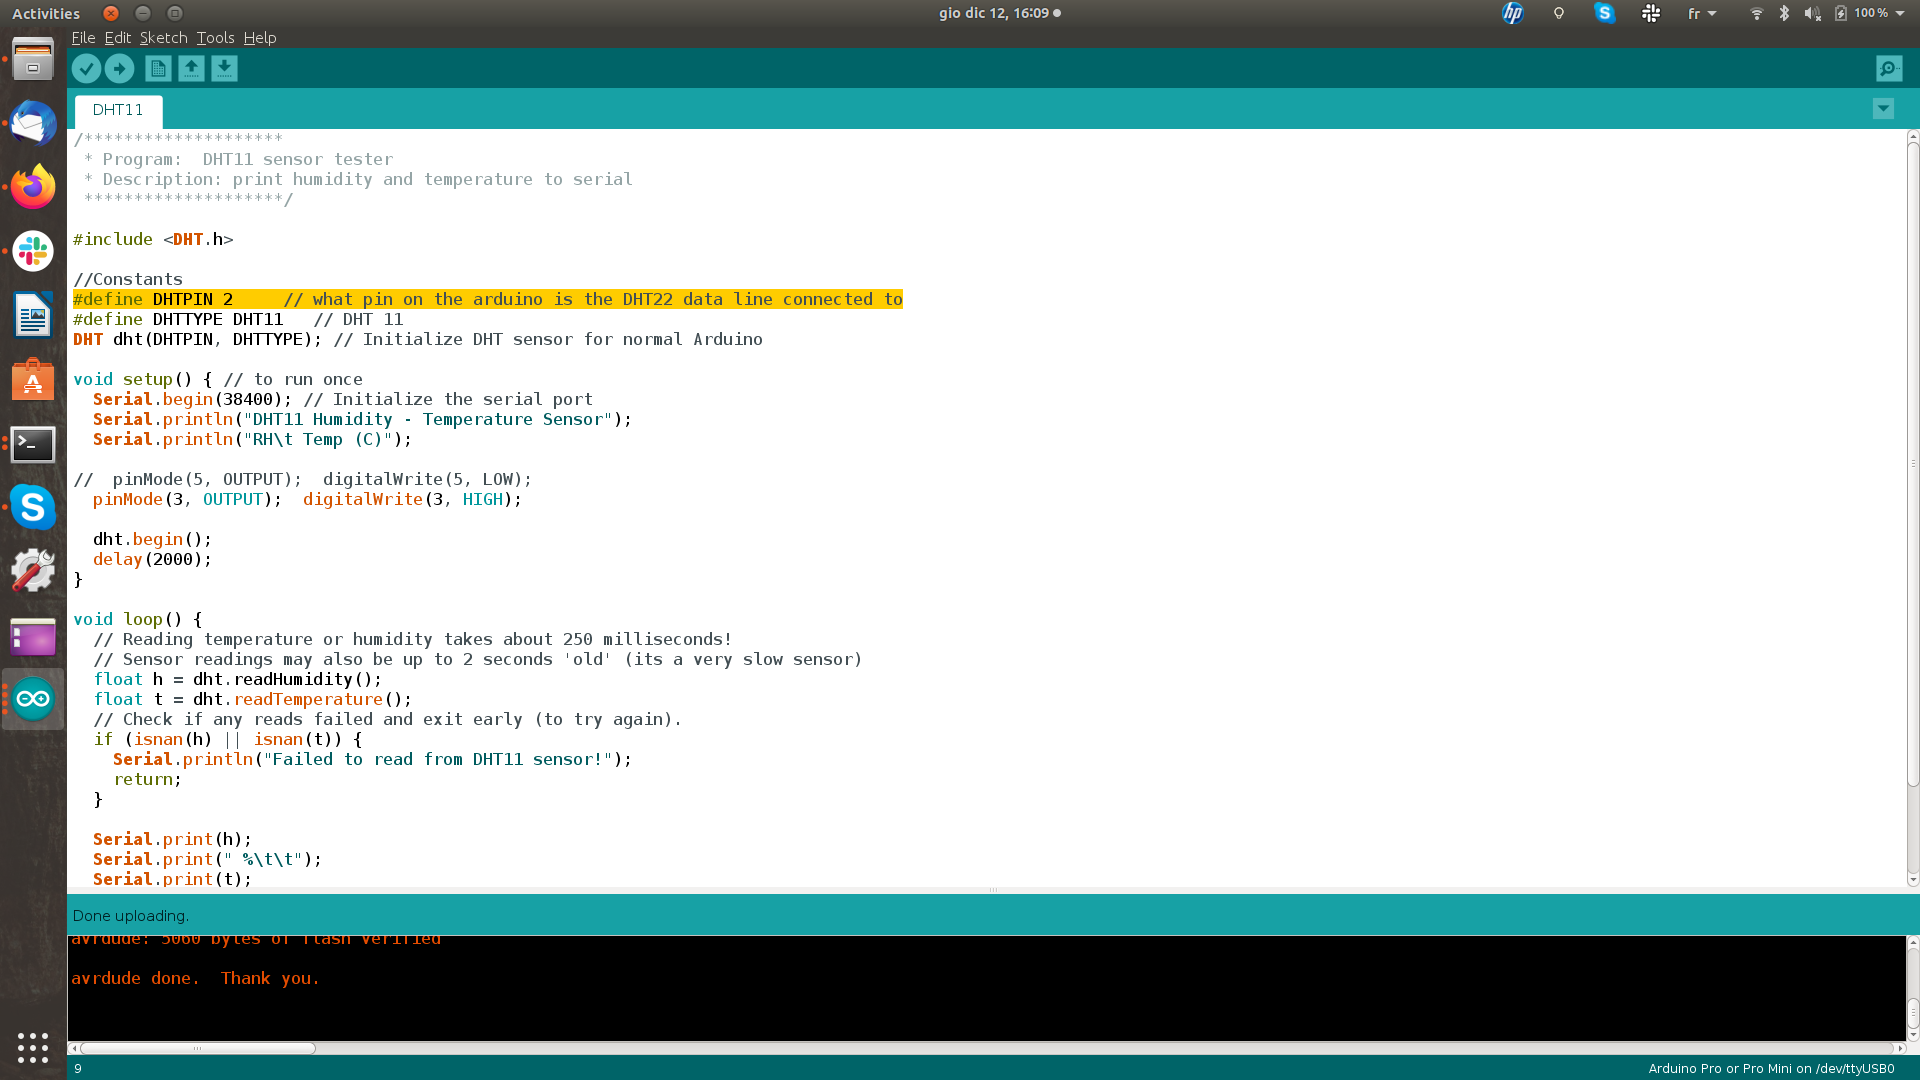 Activities
gio dic 12, 16:09
hp
fr
100 %
File Edit Sketch Tools Help
DHT11
/********************
 * Program:  DHT11 sensor tester
 * Description: print humidity and temperature to serial
 ********************/
#include <DHT.h>
//Constants
#define DHTPIN 2     // what pin on the arduino is the DHT22 data line connected to
#define DHTTYPE DHT11   // DHT 11
DHT dht(DHTPIN, DHTTYPE); // Initialize DHT sensor for normal Arduino
void setup() { // to run once
  Serial.begin(38400); // Initialize the serial port
  Serial.println("DHT11 Humidity - Temperature Sensor");
  Serial.println("RH\t Temp (C)");
//  pinMode(5, OUTPUT);  digitalWrite(5, LOW);
  pinMode(3, OUTPUT);  digitalWrite(3, HIGH);
  dht.begin();
  delay(2000);
}
void loop() {
  // Reading temperature or humidity takes about 250 milliseconds!
  // Sensor readings may also be up to 2 seconds 'old' (its a very slow sensor)
  float h = dht.readHumidity();
  float t = dht.readTemperature();
  // Check if any reads failed and exit early (to try again).
  if (isnan(h) || isnan(t)) {
    Serial.println("Failed to read from DHT11 sensor!");
    return;
  }
  Serial.print(h);
  Serial.print(" %\t\t");
  Serial.print(t);
Done uploading.
avrdude: 5060 bytes of flash verified
avrdude done.  Thank you.
9
Arduino Pro or Pro Mini on /dev/ttyUSB0